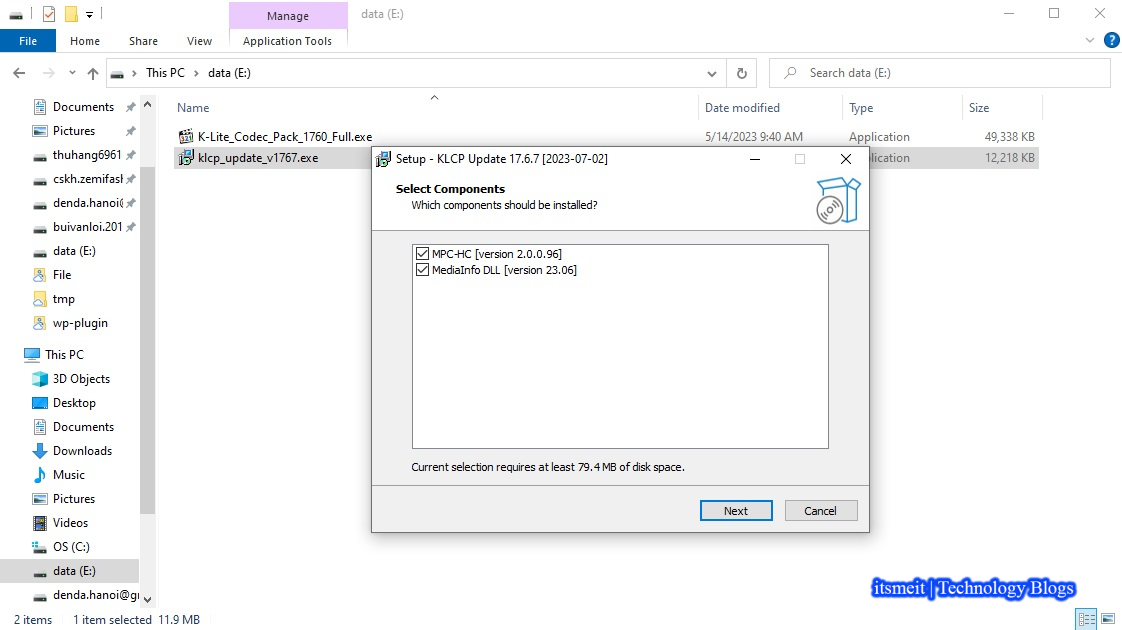 Manage
data (E:)
File
Home
Share
View
Application Tools
This PC
data (E:)
Search data (E:)
Documents
Pictures
thuhang6961
cskh.zemifash
denda.hanoi@
buivanloi.201
data (E:)
File
tmp
wp-plugin
This PC
3D Objects
Desktop
Documents
Downloads
Music
Pictures
Videos
OS (C:)
data (E:)
denda.hanoi@gr
Name
Date modified
Type
Size
K-Lite_Codec_Pack_1760_Full.exe
5/14/2023 9:40 AM
Application
49,338 KB
klcp_update_v1767.exe
plication
12,218 KB
Setup - KLCP Update 17.6.7 [2023-07-02]
Select Components
Which components should be installed?
MPC-HC [version 2.0.0.96]
MediaInfo DLL [version 23.06]
Current selection requires at least 79.4 MB of disk space.
Next
Cancel
itsmeit | Technology Blogs
2 items
1 item selected 11.9 MB